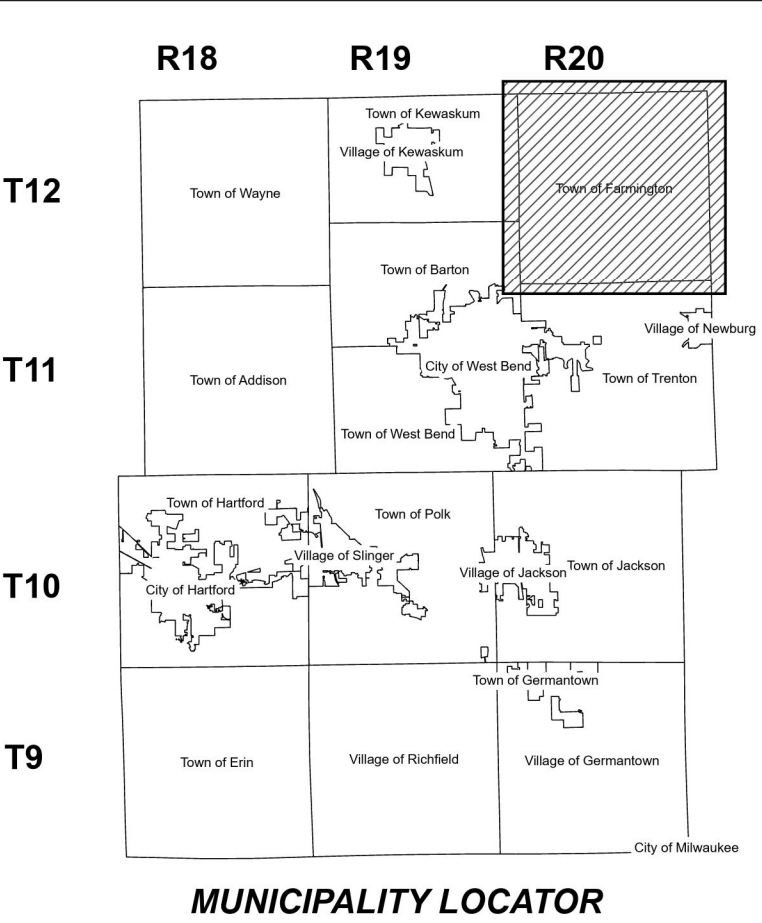 R18 R19 R20
Town of Kewaskum
Village of Kewaskum
T12
Town of Wayne
Town of Farmington
Town of Barton
Village of Newburg
T11
City of West Bend
Town of Addison
Town of Trenton
Town of West Bend
Town of Hartford
Town of Polk
Village of Slinger
Town of Jackson
Village of Jackson
T10
City of Hartford
Town of Germantown
T9
Town of Erin
Village of Richfield
Village of Germantown
City of Milwaukee
MUNICIPALITY LOCATOR